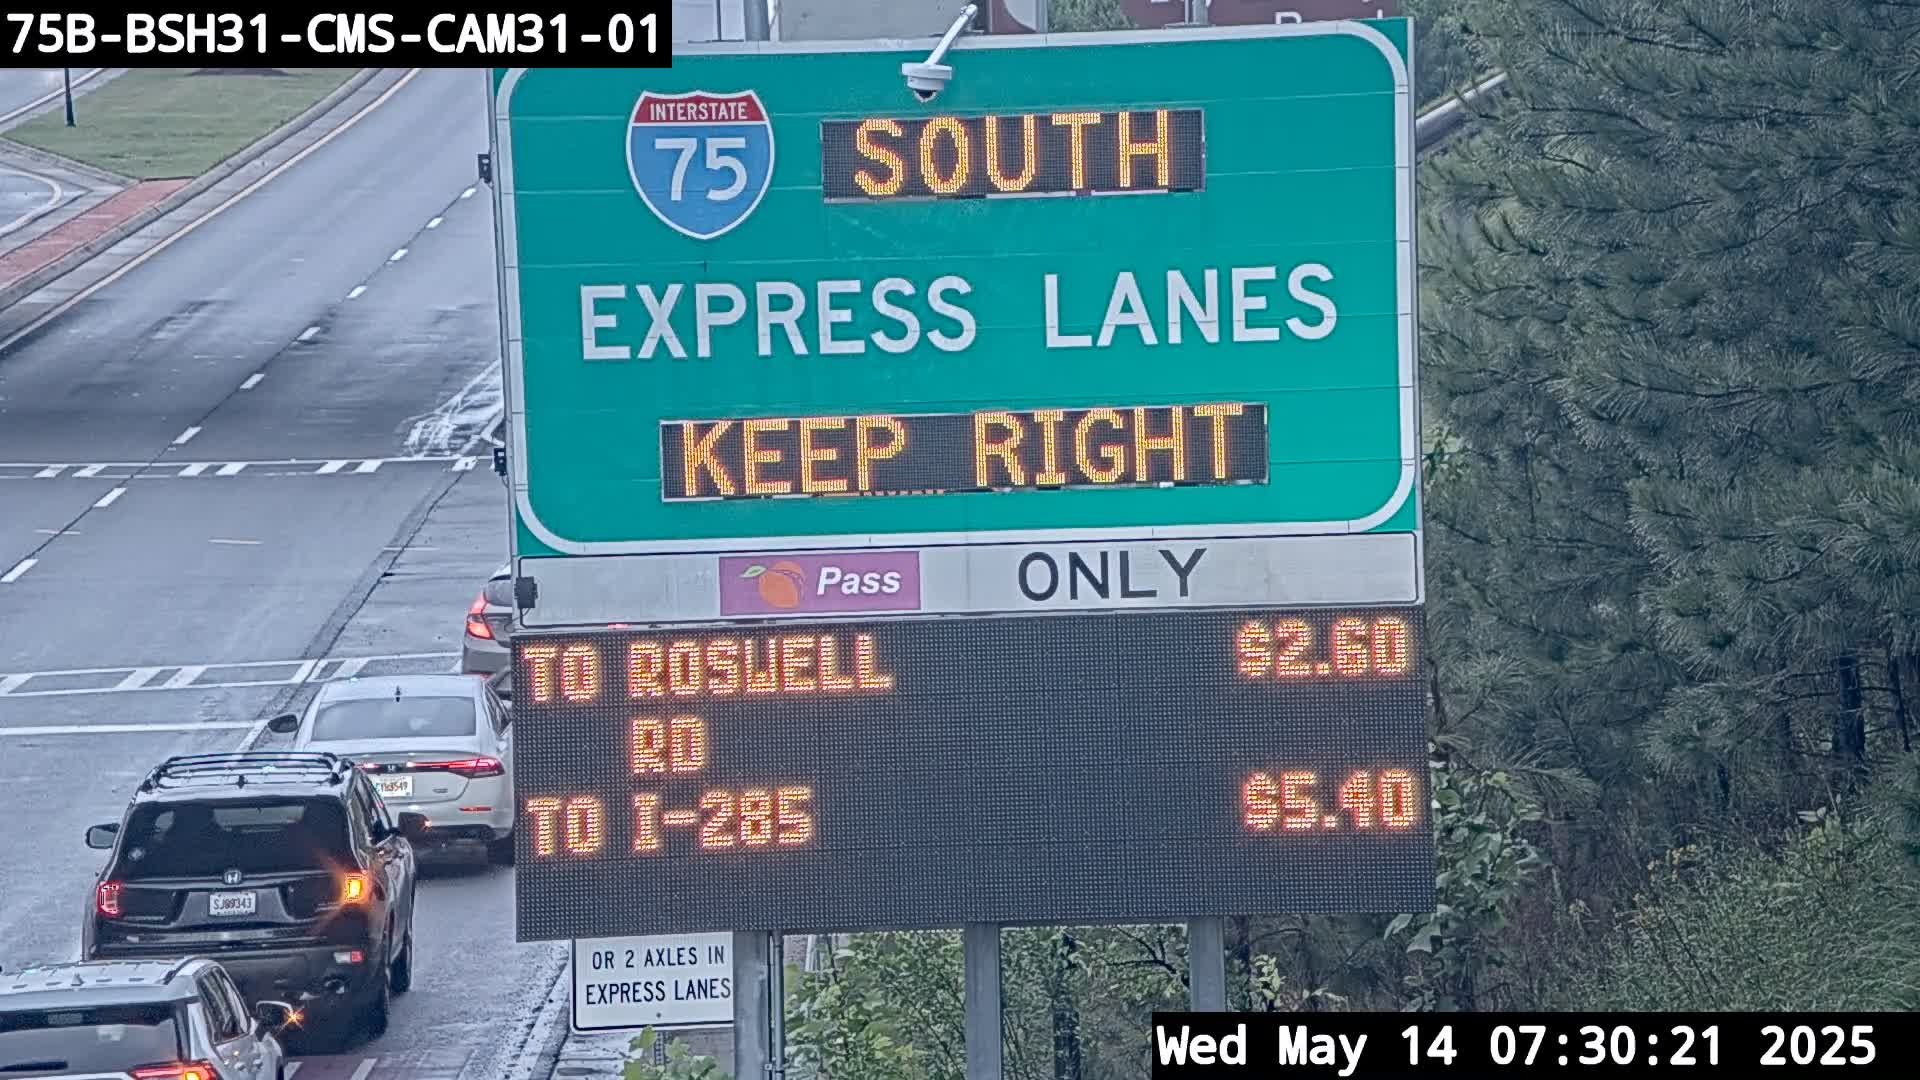 75B-BSH31-CMS-CAM31-01
INTERSTATE
75
SOUTH
EXPRESS LANES
KEEP RIGHT
Pass
ONLY
TO ROSWELL $2.60
RD
TO I-285 $5.40
OR 2 AXLES IN
EXPRESS LANES
Wed May 14 07:30:21 2025